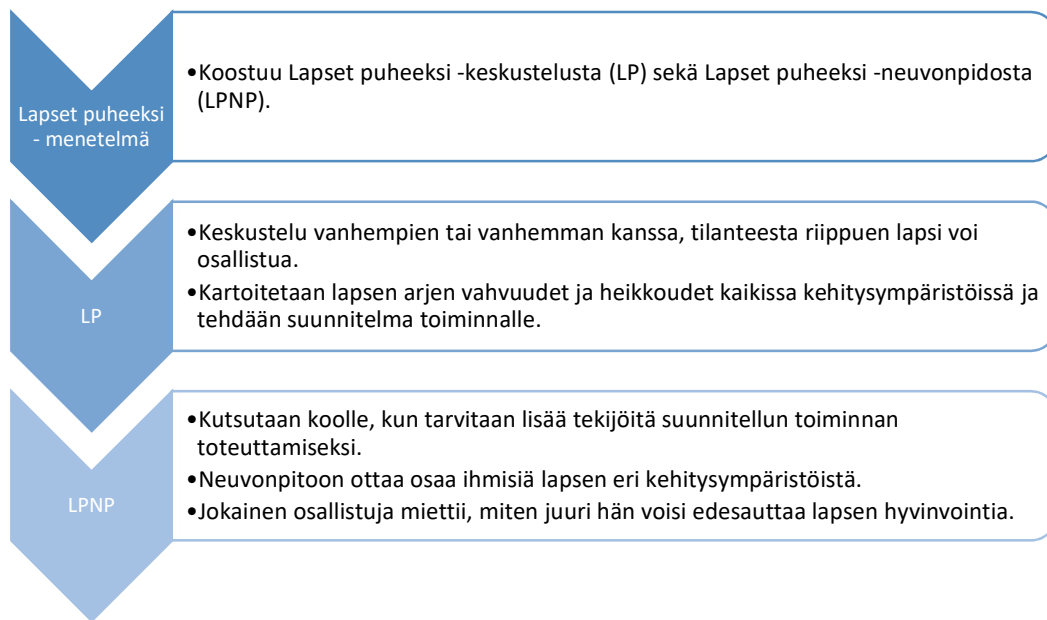 Lapset puheeksi
- menetelmä
•Koostuu Lapset puheeksi -keskustelusta (LP) sekä Lapset puheeksi -neuvonpidosta
(LPNP).
LP
•Keskustelu vanhempien tai vanhemman kanssa, tilanteesta riippuen lapsi voi
osallistua.
•Kartoitetaan lapsen arjen vahvuudet ja heikkoudet kaikissa kehitysympäristöissä ja
tehdään suunnitelma toiminnalle.
LPNP
•Kutsutaan koolle, kun tarvitaan lisää tekijöitä suunnitellun toiminnan
toteuttamiseksi.
•Neuvonpitoon ottaa osaa ihmisiä lapsen eri kehitysympäristöistä.
•Jokainen osallistuja miettii, miten juuri hän voisi edesauttaa lapsen hyvinvointia.